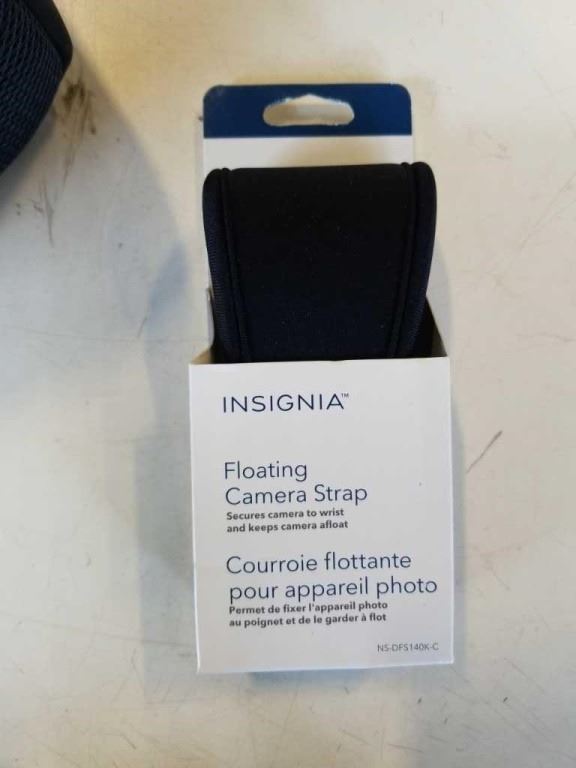 INSIGNIA™
Floating
Camera Strap
Secures camera to wrist
and keeps camera afloat
Courroie flottante
pour appareil photo
Permet de fixer l'appareil photo
au poignet et de le garder à flot
NS-DFS140K-C